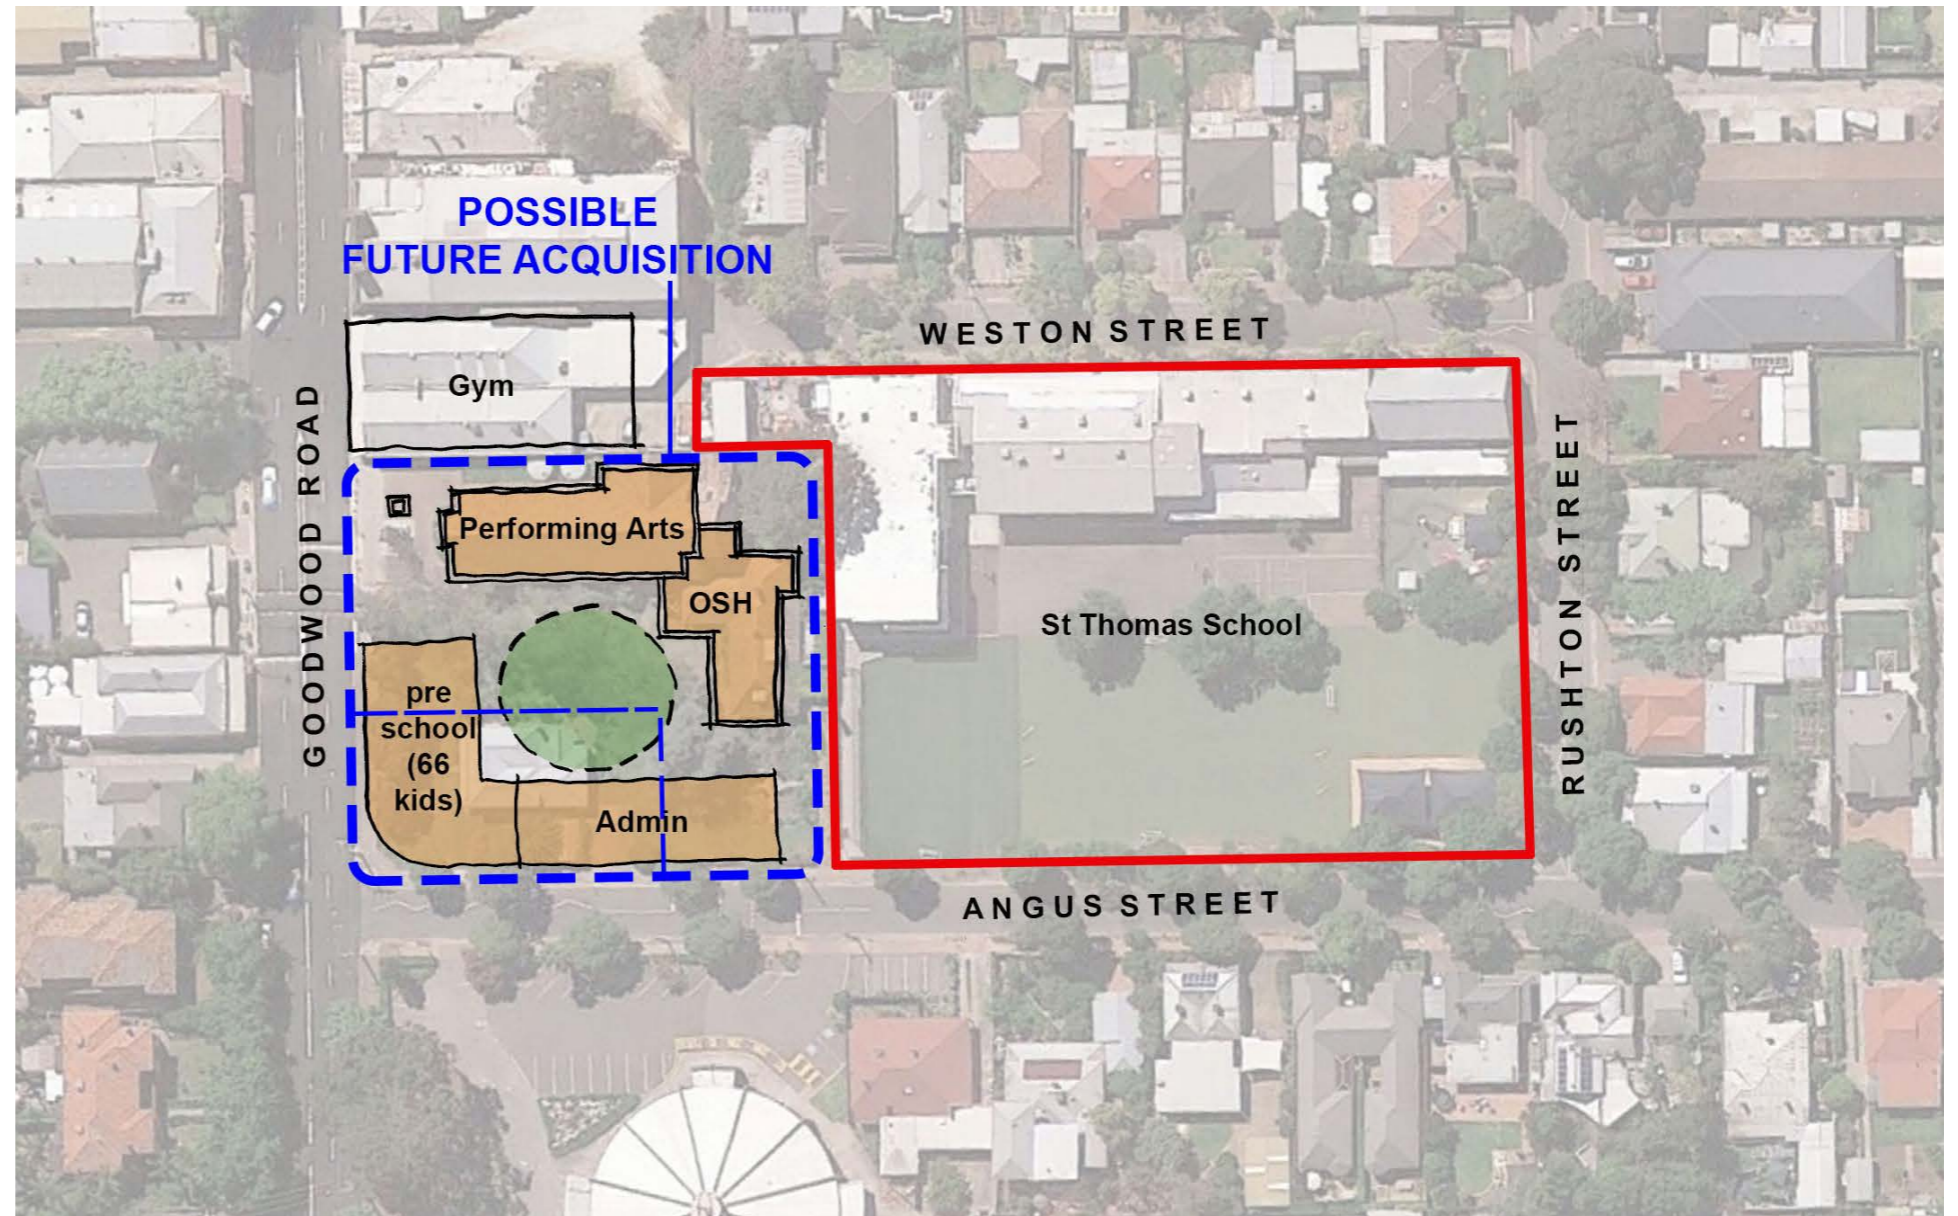 POSSIBLE
FUTURE ACQUISITION
WESTON STREET
Gym
GOODWOOD ROAD
Performing Arts
OSH
St Thomas School
RUSHTON STREET
pre
school
(66
kids)
Admin
ANGUS STREET